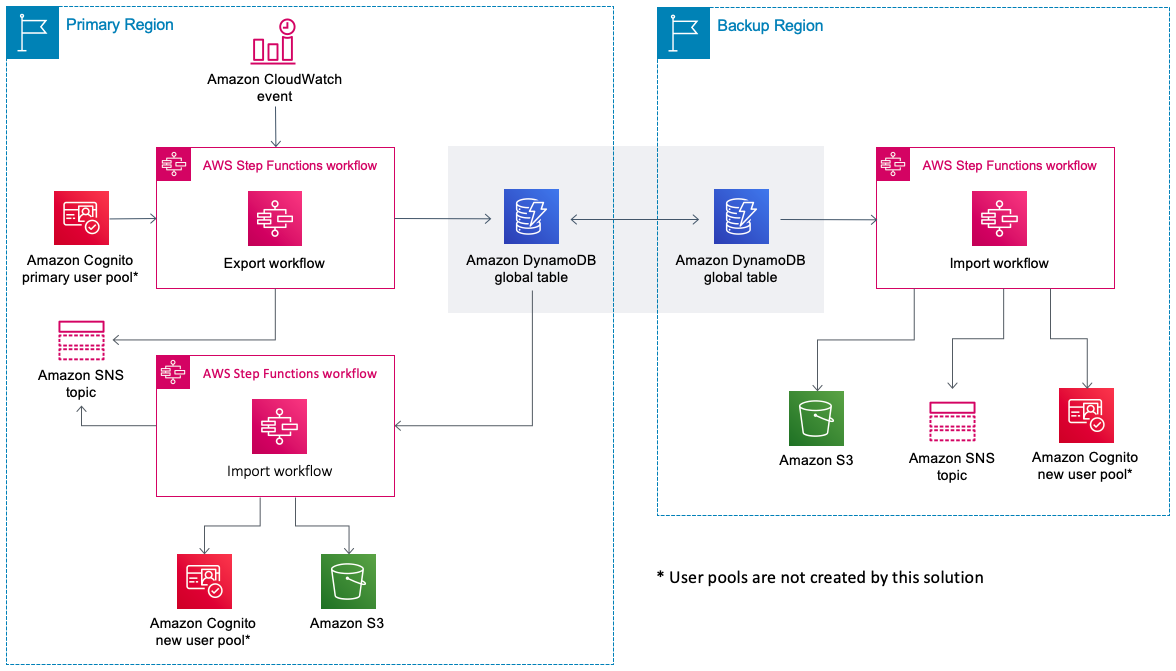 Primary Region
Amazon CloudWatch
event
AWS Step Functions workflow
Export workflow
Amazon Cognito
primary user pool*
Amazon DynamoDB
global table
Amazon SNS
topic
AWS Step Functions workflow
Import workflow
Amazon Cognito
new user pool*
Amazon S3
Backup Region
Amazon DynamoDB
global table
AWS Step Functions workflow
Import workflow
Amazon S3
Amazon SNS
topic
Amazon Cognito
new user pool*
* User pools are not created by this solution